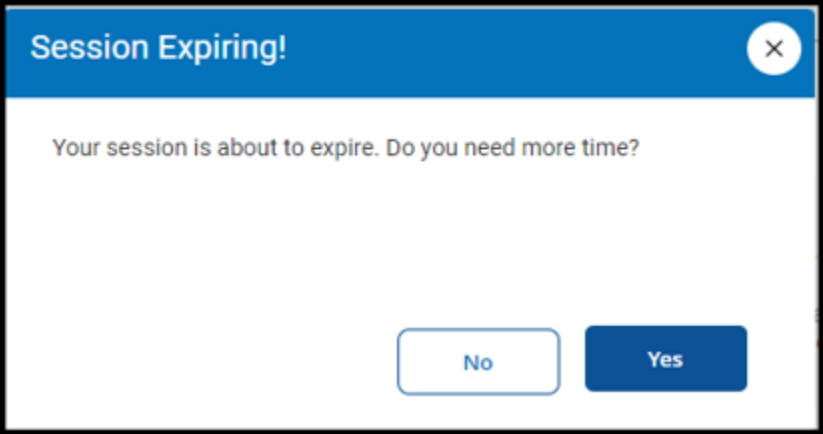 Session Expiring!
Your session is about to expire. Do you need more time?
No
Yes